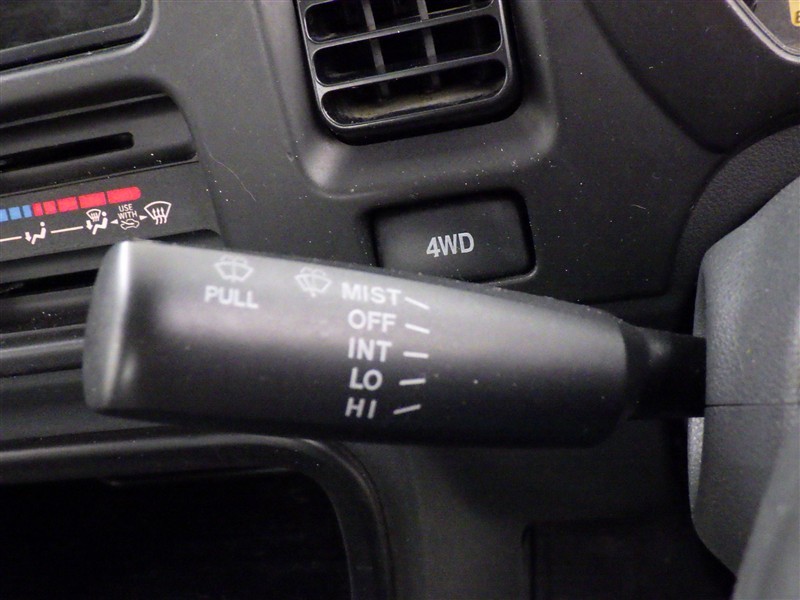 USE
WITH
4WD
PULL
MIST
OFF
INT
LO
HI